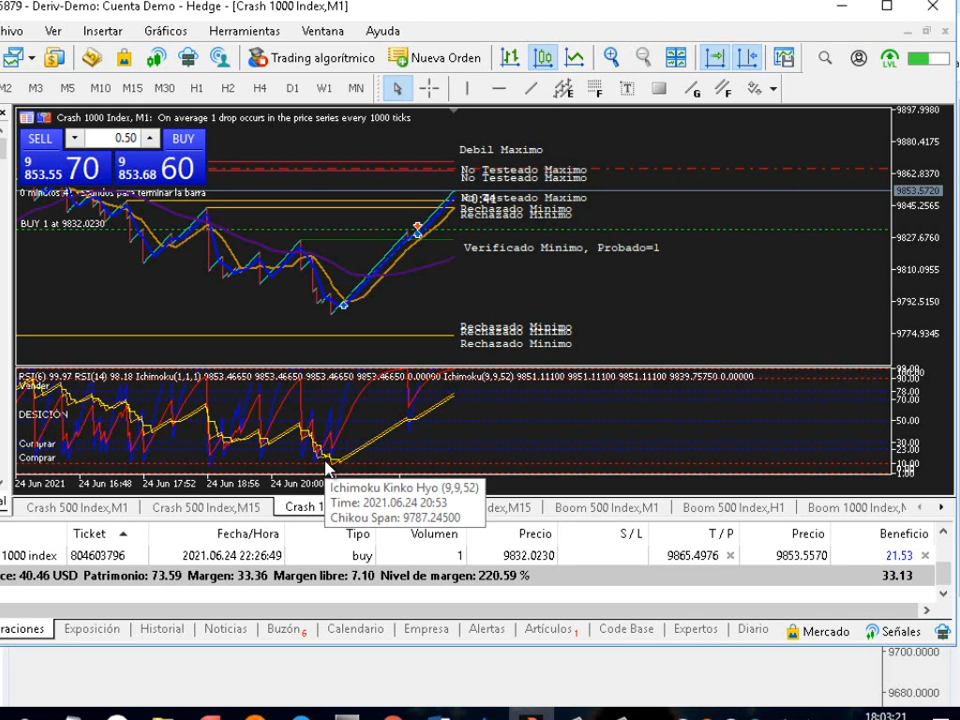 5879 - Deriv-Demo: Cuenta Demo - Hedge - [Crash 1000 Index,M1]
Ver Insertar Gráficos Herramientas Ventana Ayuda
Trading algorítmico Nueva Orden LVL
M2 M3 M5 M10 M15 M30 H1 H2 H4 D1 W1 MN
Crash 1000 Index, M1: On average 1 drop occurs in the price series every 1000 ticks
SELL 0.50 BUY
9 853.55 70 9 853.68 60
BUY 1 at 9832.0230
Debil Maximo
No Testeado Maximo
No Testeado Maximo
Testeado Maximo
Rechazado Minimo
Rechazado Minimo
Verificado Minimo, Probado=1
Rechazado Minimo
Rechazado Minimo
Rechazado Minimo
9897.9980
9880.4175
9862.8370
9853.5720
9845.2565
9827.6760
9810.0955
9792.5150
9774.9345
RSI(6) 99.97 RSI(14) 98.18 Ichimoku(1,1,1) 9853.46650 9853.46650 9853.46650 0.00000 Ichimoku(9,9,52) 9851.11100 9851.11100 9851.11100 9839.75750 0.00000
Vender
DESICIÓN
Comprar
Comprar
90.00
78.00
70.00
50.00
23.00
10.00
24 Jun 2021 24 Jun 16:48 24 Jun 17:52 24 Jun 18:56 24 Jun 20:00
Ichimoku Kinko Hyo (9,9,52)
Time: 2021.06.24 20:53
Chikou Span: 9787.24500
Crash 500 Index,M1 Crash 500 Index,M15 Crash 1 Boom 500 Index,M1 Boom 500 Index,H1 Boom 1000 Index,M
Ticket Fecha/Hora Tipo Volumen Precio S / L T / P Precio Beneficio
1000 index 804603796 2021.06.24 22:26:49 buy 1 9832.0230 9865.4976 9853.5570 21.53
ce: 40.46 USD Patrimonio: 73.59 Margen: 33.36 Margen libre: 7.10 Nivel de margen: 220.59 % 33.13
raciones Exposición Historial Noticias Buzón 6 Calendario Empresa Alertas Artículos 1 Code Base Expertos Diario Mercado Señales
9700.0000
9680.0000
18:03:21